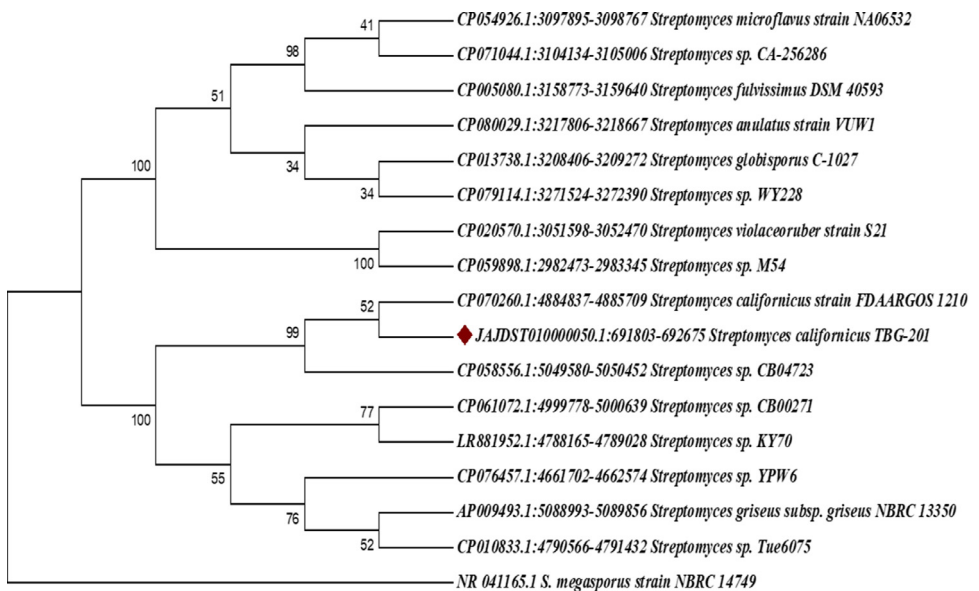 CP054926.1:3097895-3098767 Streptomyces microflavus strain NA06532
41
CP071044.1:3104134-3105006 Streptomyces sp. CA-256286
98
CP005080.1:3158773-3159640 Streptomyces fulvissimus DSM 40593
51
CP080029.1:3217806-3218667 Streptomyces anulatus strain VUW1
CP013738.1:3208406-3209272 Streptomyces globisporus C-1027
34
100
CP079114.1:3271524-3272390 Streptomyces sp. WY228
34
CP020570.1:3051598-3052470 Streptomyces violaceoruber strain S21
CP059898.1:2982473-2983345 Streptomyces sp. M54
100
CP070260.1:4884837-4885709 Streptomyces californicus strain FDAARGOS 1210
52
JAJDST010000050.1:691803-692675 Streptomyces californicus TBG-201
99
CP058556.1:5049580-5050452 Streptomyces sp. CB04723
CP061072.1:4999778-5000639 Streptomyces sp. CB00271
77
100
LR881952.1:4788165-4789028 Streptomyces sp. KY70
CP076457.1:4661702-4662574 Streptomyces sp. YPW6
55
AP009493.1:5088993-5089856 Streptomyces griseus subsp. griseus NBRC 13350
76
CP010833.1:4790566-4791432 Streptomyces sp. Tue6075
52
NR 041165.1 S. megasporus strain NBRC 14749